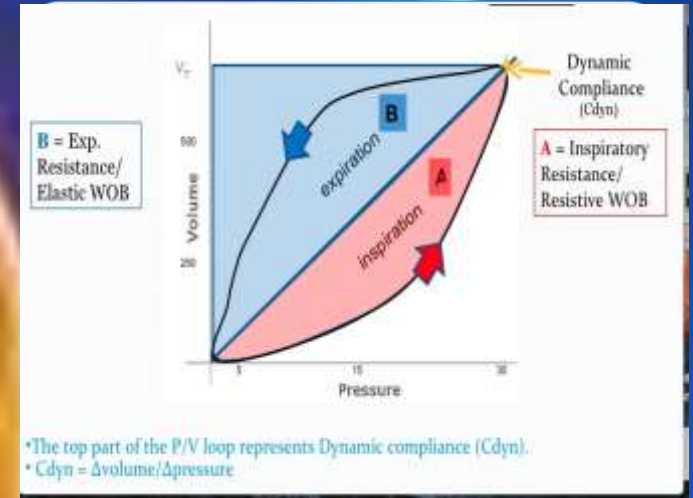 Dynamic
Compliance
(Cdyn)
V_T
B
B = Exp.
Resistance/
Elastic WOB
500
A = Inspiratory
Resistance/
Resistive WOB
A
expiration
Volume
inspiration
250
5
15
30
Pressure
*The top part of the P/V loop represents Dynamic compliance (Cdyn).
* Cdyn = Δvolume/Δpressure